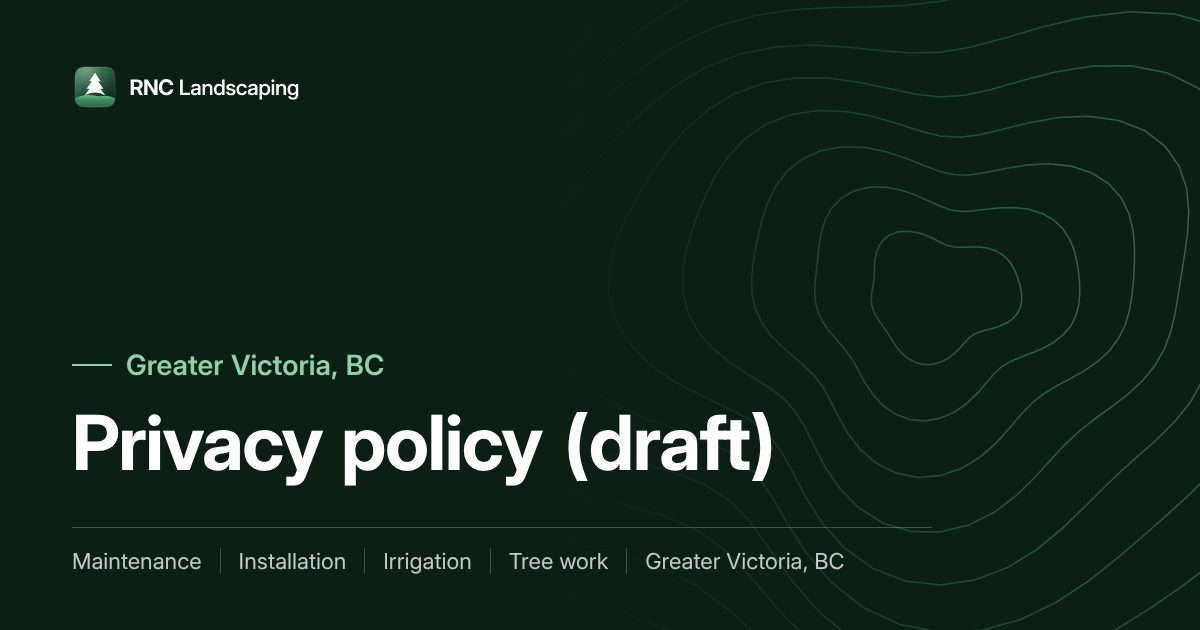 RNC Landscaping
Greater Victoria, BC
Privacy policy (draft)
Maintenance Installation Irrigation Tree work Greater Victoria, BC